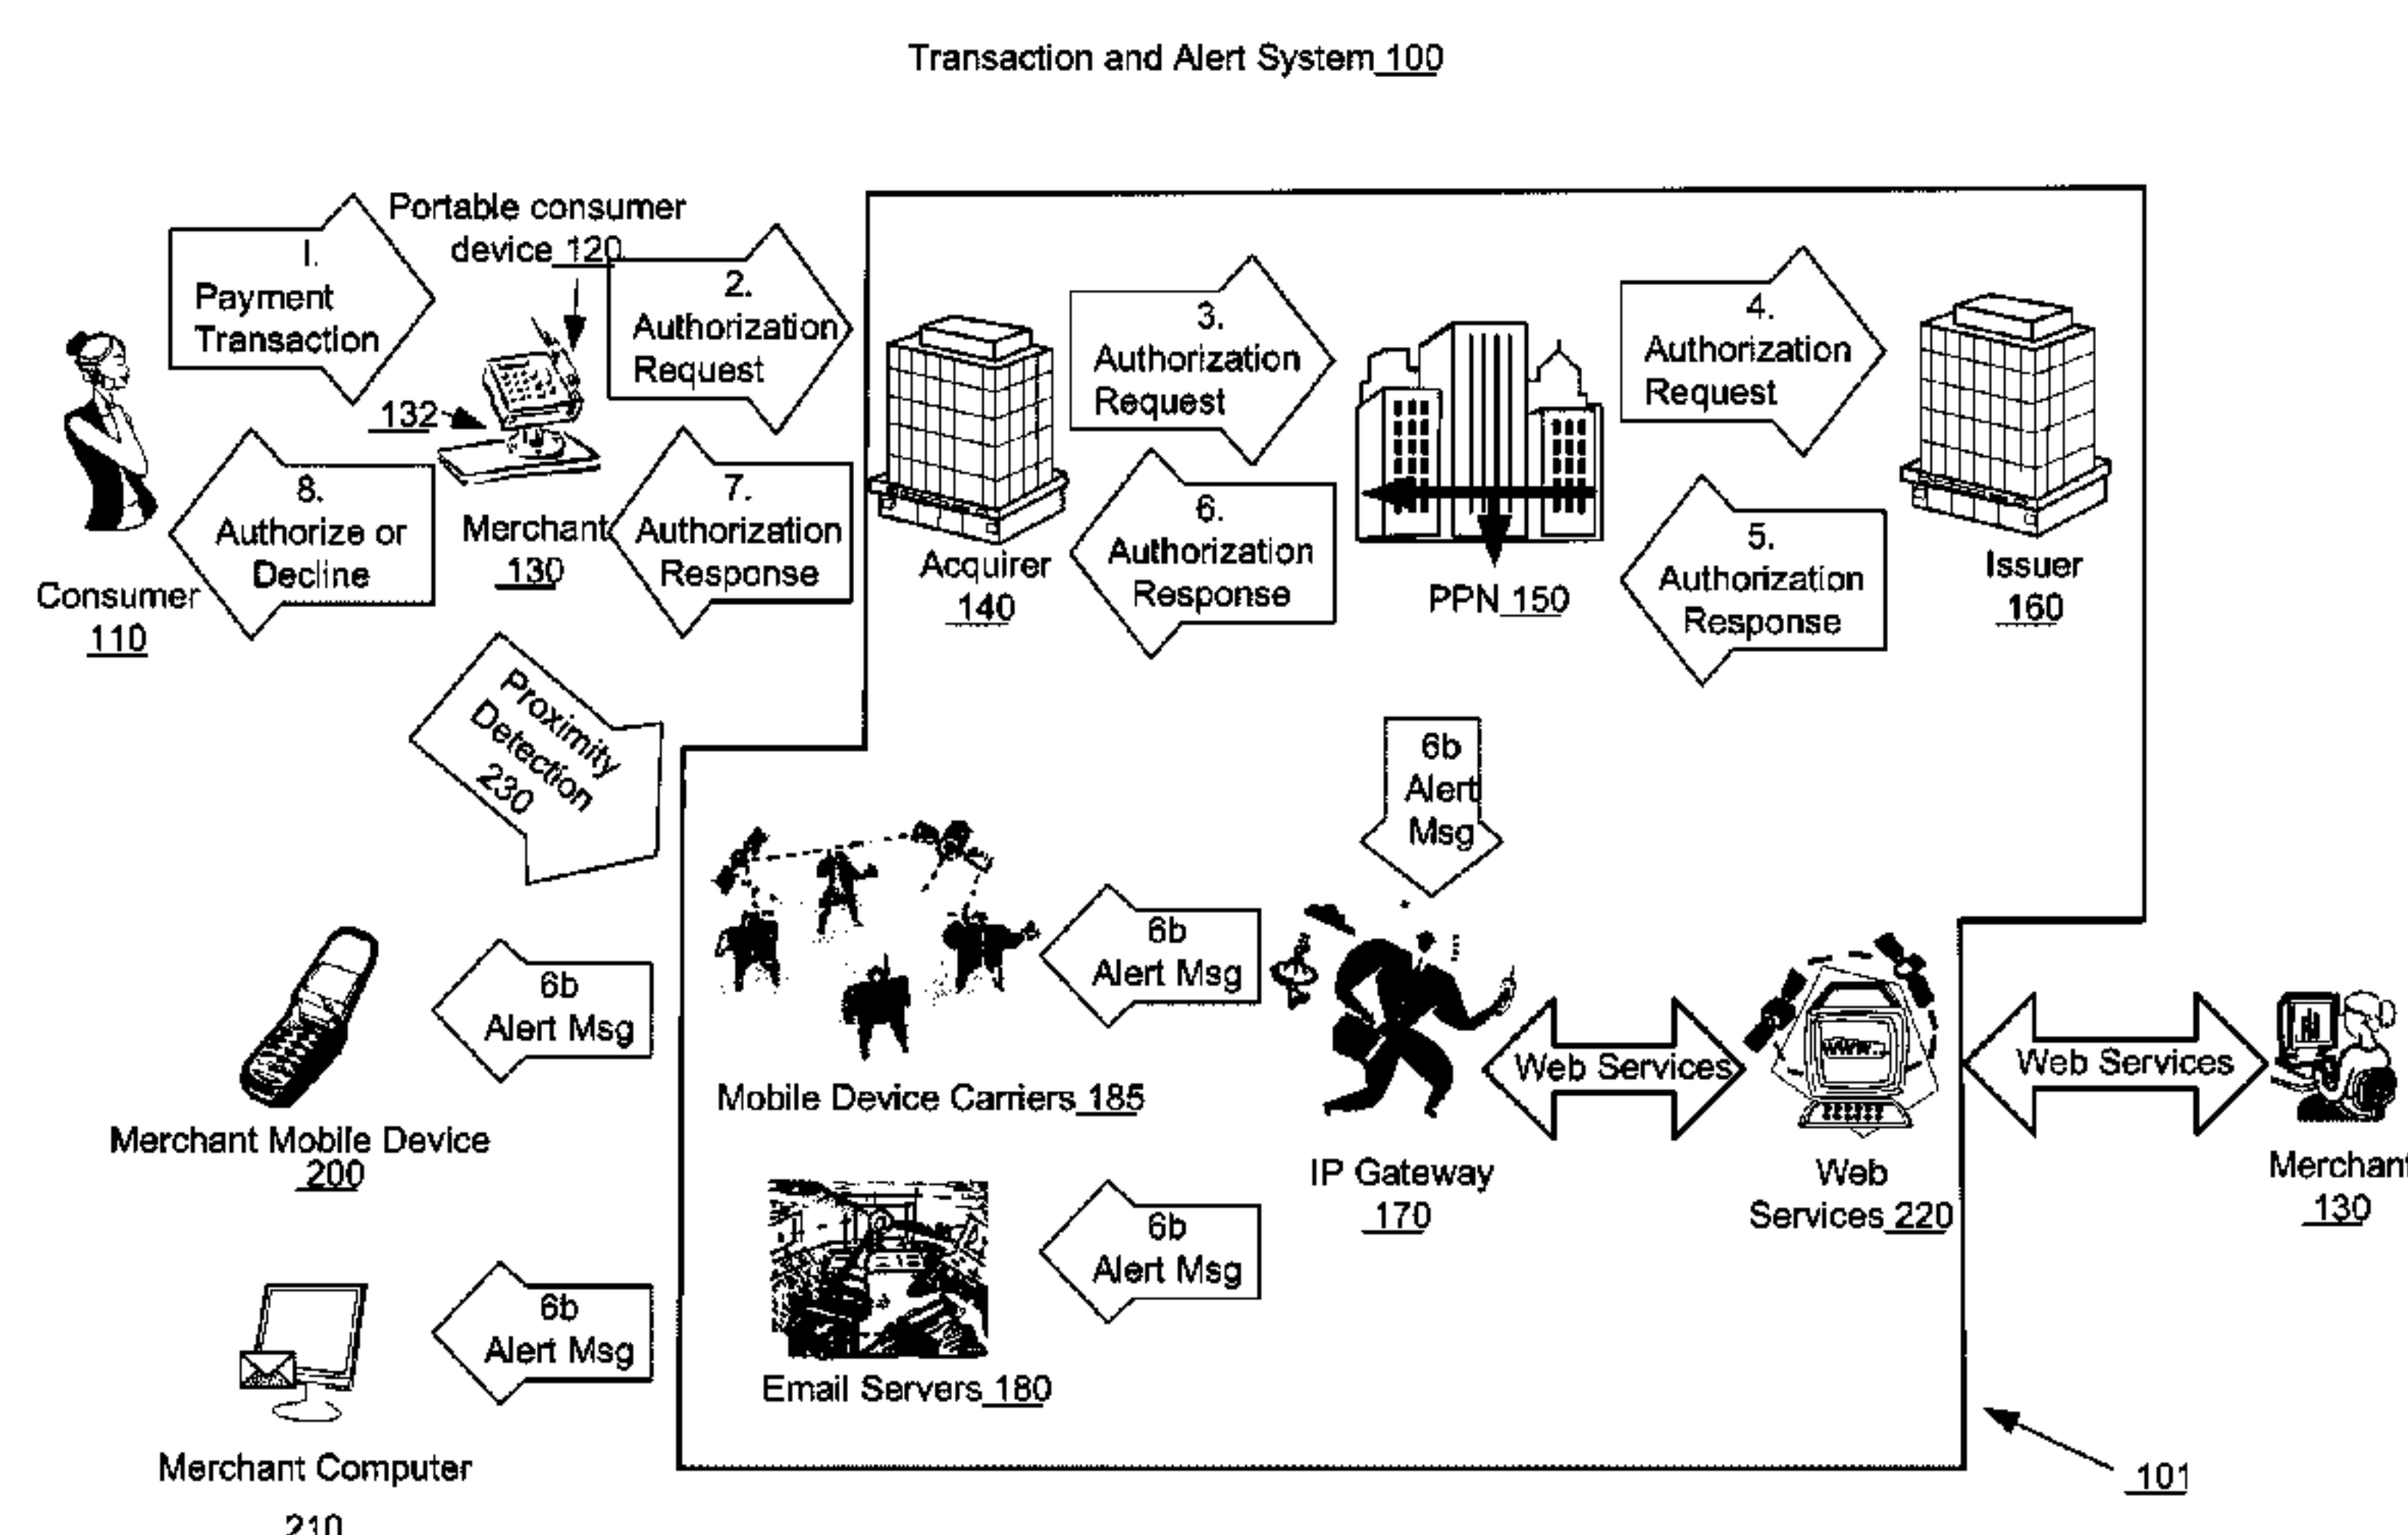 Transaction and Alert System 100
Portable consumer
device 120
1.
Payment
Transaction
2.
Authorization
Request
3.
Authorization
Request
4.
Authorization
Request
132
8.
Authorize or
Decline
Merchant
130
7.
Authorization
Response
Acquirer
140
6.
Authorization
Response
PPN 150
5.
Authorization
Response
Issuer
160
Consumer
110
Proximity
Detection
230
6b
Alert
Msg
6b
Alert Msg
6b
Alert Msg
Mobile Device Carriers 185
Web Services
www.
Web Services
Merchant Mobile Device
200
IP Gateway
170
Web
Services 220
Merchant
130
6b
Alert Msg
6b
Alert Msg
Email Servers 180
Merchant Computer
210
101